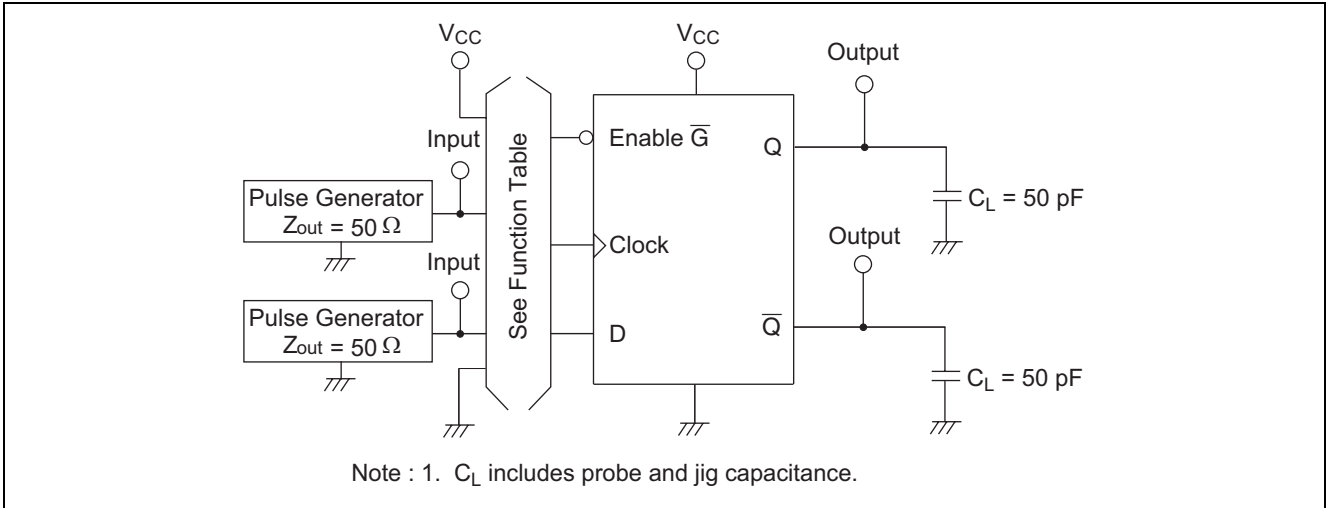 VCC
VCC
Output
Input
Enable G̅
Q
Pulse Generator
Zout = 50 Ω
See Function Table
CL = 50 pF
Clock
Output
Input
Pulse Generator
Zout = 50 Ω
D
Q̅
CL = 50 pF
Note : 1. CL includes probe and jig capacitance.